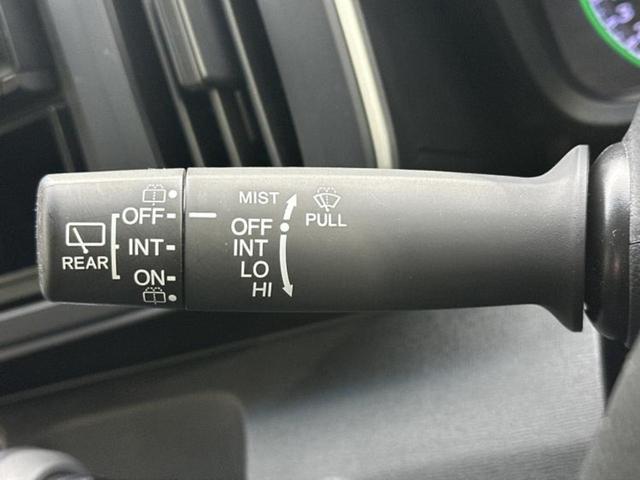 REAR
OFF
INT
ON
MIST
OFF
INT
LO
HI
PULL